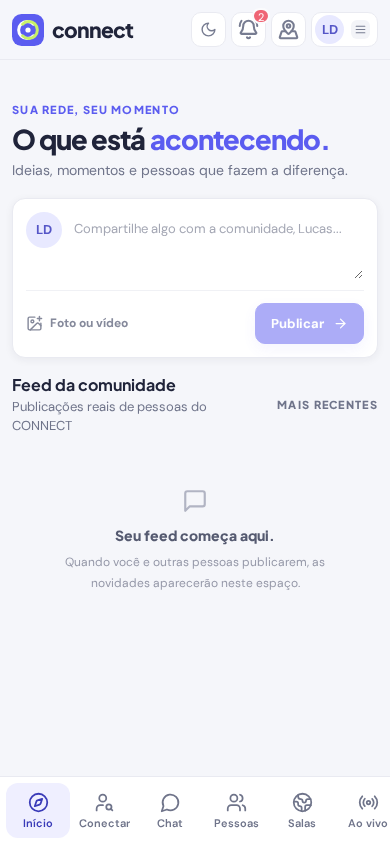 connect
2
LD
SUA REDE, SEU MOMENTO
O que está acontecendo.
Ideias, momentos e pessoas que fazem a diferença.
LD
Compartilhe algo com a comunidade, Lucas...
Foto ou vídeo
Publicar
Feed da comunidade
Publicações reais de pessoas do
CONNECT
MAIS RECENTES
Seu feed começa aqui.
Quando você e outras pessoas publicarem, as
novidades aparecerão neste espaço.
Início
Conectar
Chat
Pessoas
Salas
Ao vivo